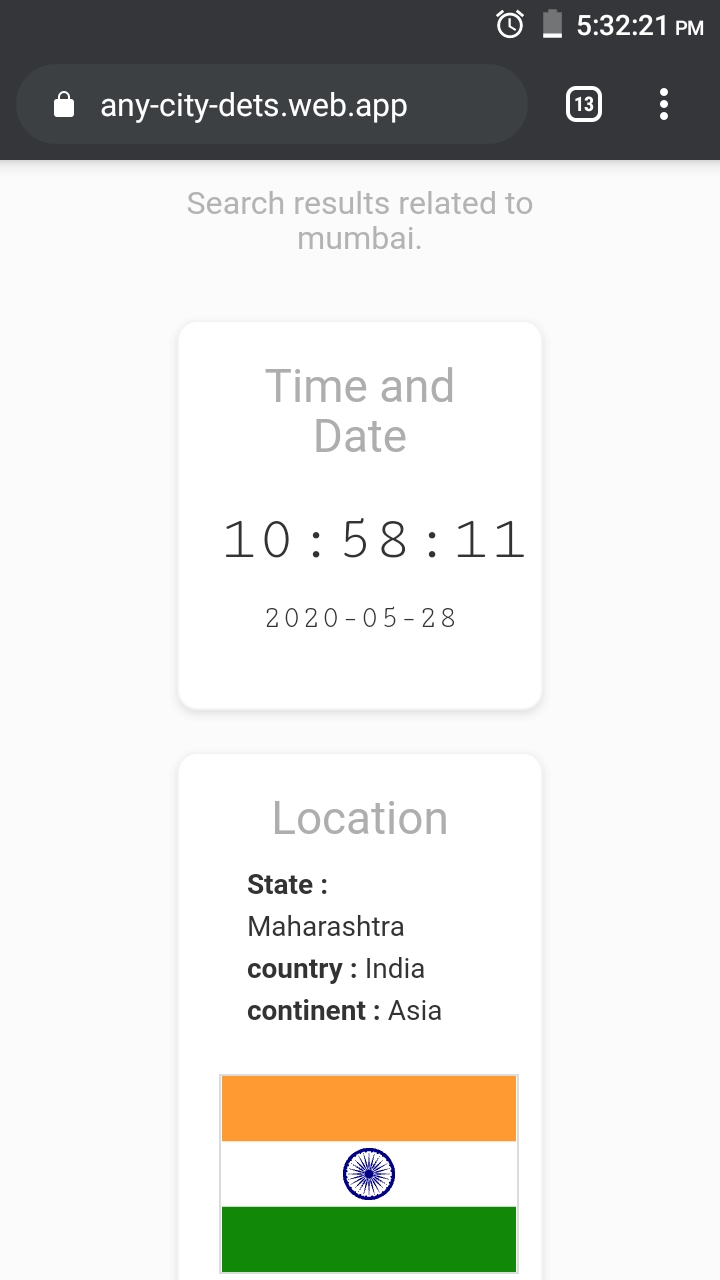 5:32:21 PM
any-city-dets.web.app
13
Search results related to
mumbai.
Time and
Date
10:58:11
2020-05-28
Location
State :
Maharashtra
country : India
continent : Asia